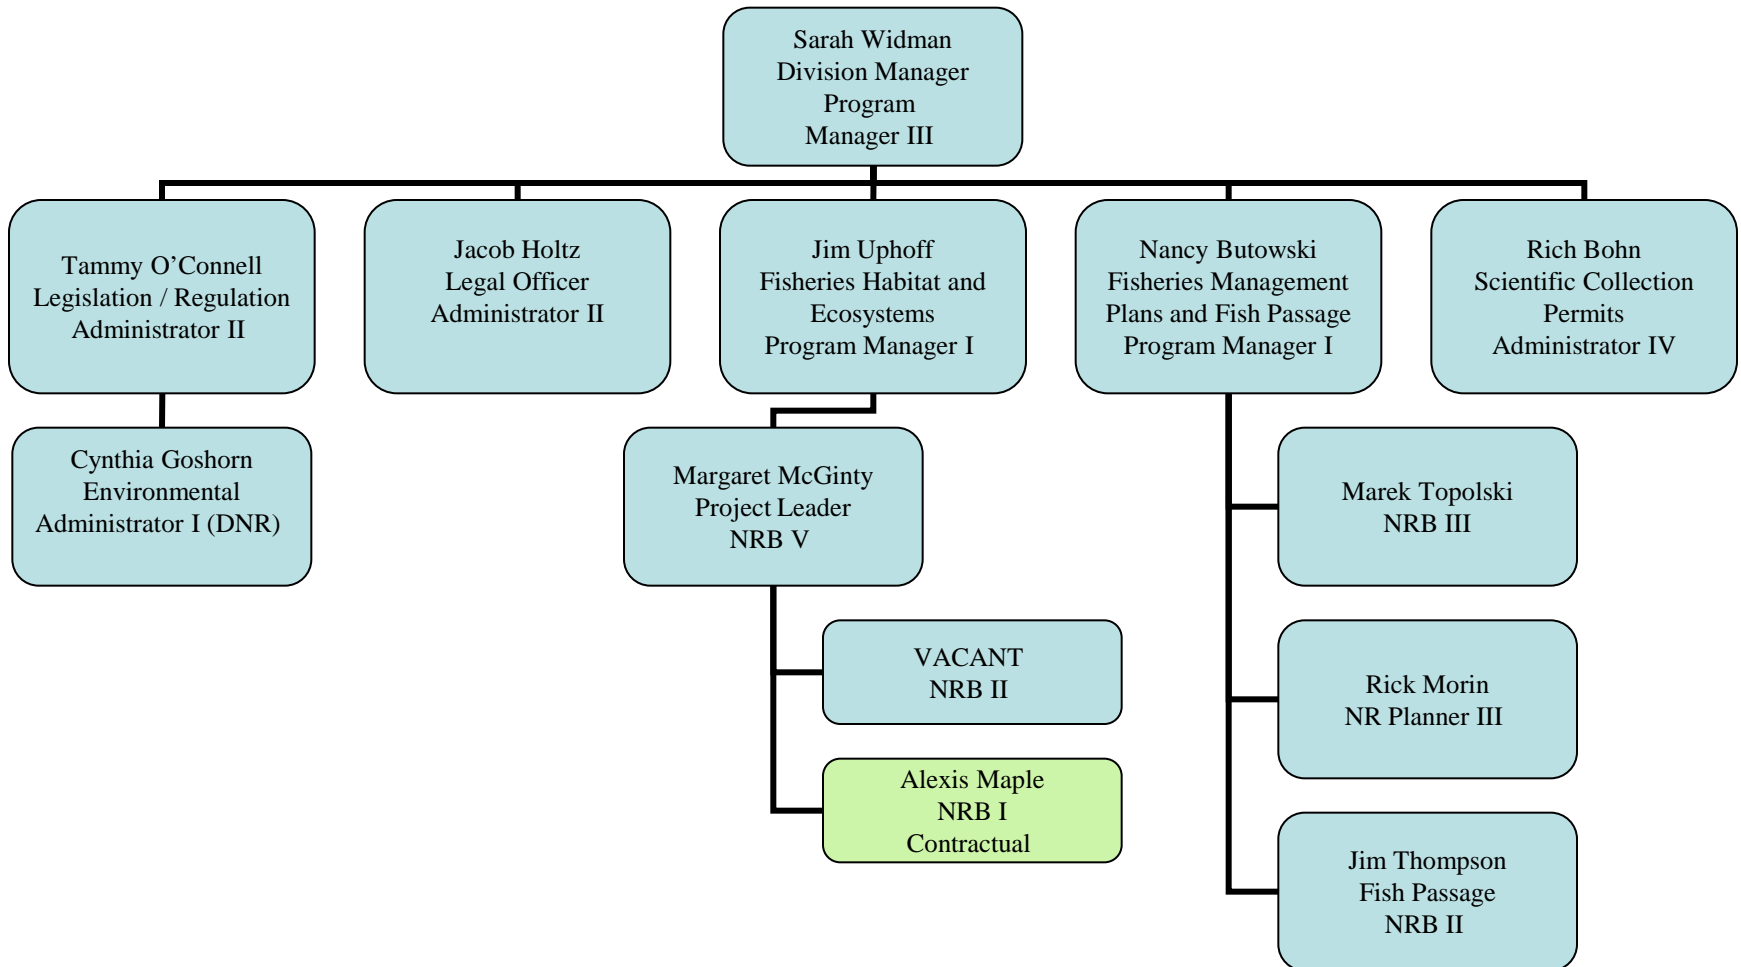 Sarah Widman
Division Manager
Program
Manager III
Tammy O’Connell
Legislation / Regulation
Administrator II
Jacob Holtz
Legal Officer
Administrator II
Jim Uphoff
Fisheries Habitat and
Ecosystems
Program Manager I
Nancy Butowski
Fisheries Management
Plans and Fish Passage
Program Manager I
Rich Bohn
Scientific Collection
Permits
Administrator IV
Cynthia Goshorn
Environmental
Administrator I (DNR)
Margaret McGinty
Project Leader
NRB V
Marek Topolski
NRB III
VACANT
NRB II
Rick Morin
NR Planner III
Alexis Maple
NRB I
Contractual
Jim Thompson
Fish Passage
NRB II